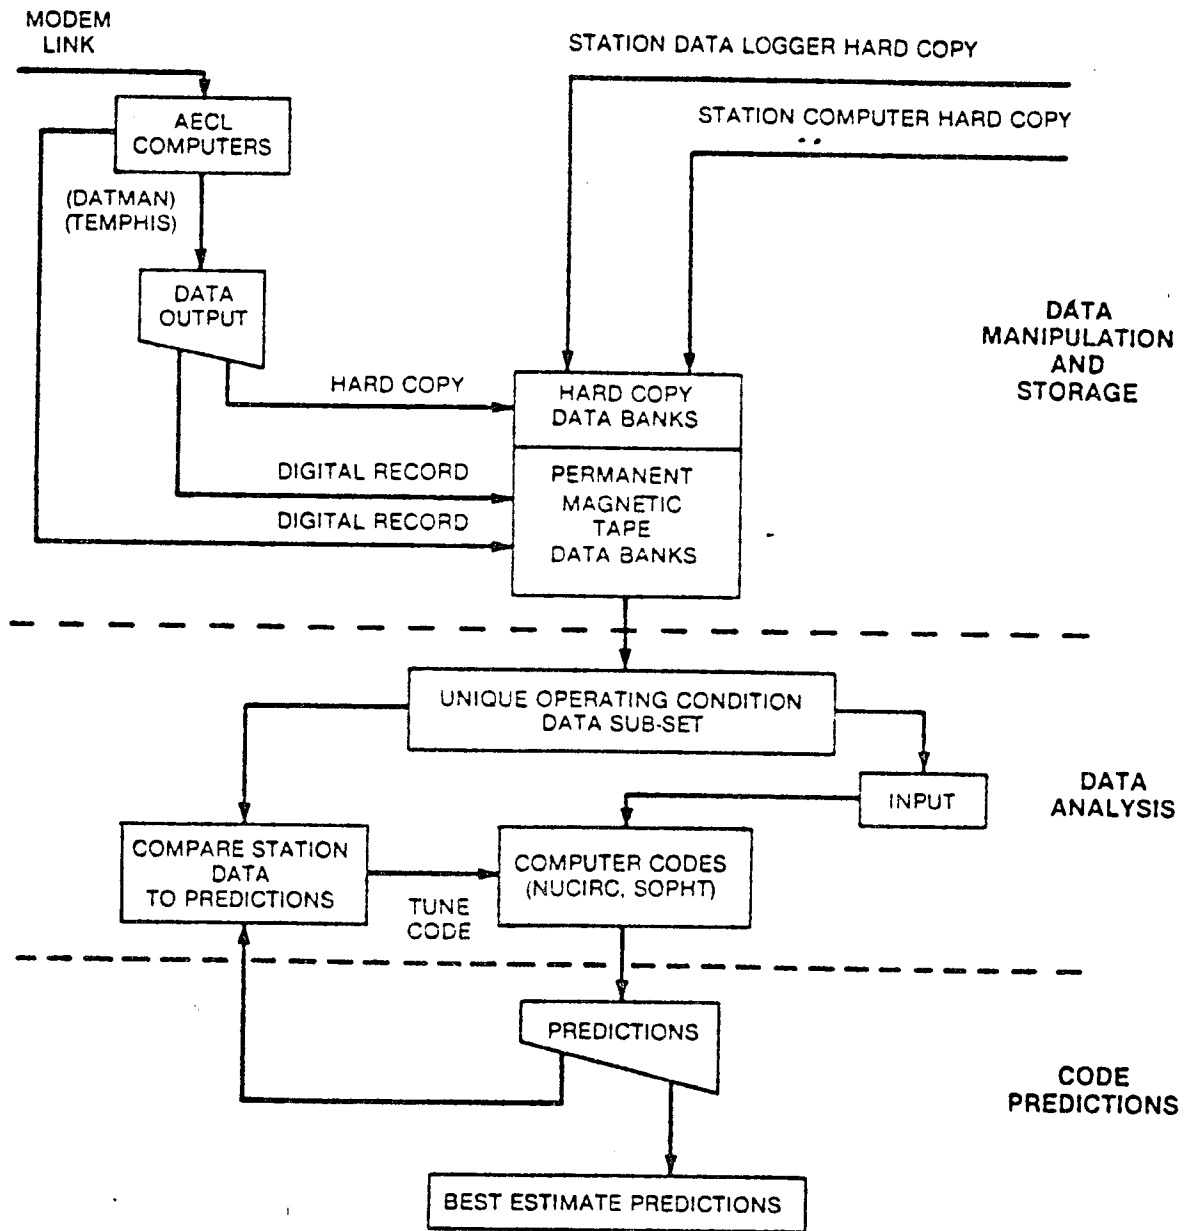 MODEM
LINK
STATION DATA LOGGER HARD COPY
STATION COMPUTER HARD COPY
AECL
COMPUTERS
(DATMAN)
(TEMPHIS)
DATA
OUTPUT
DATA
MANIPULATION
AND
STORAGE
HARD COPY
HARD COPY
DATA BANKS
DIGITAL RECORD
DIGITAL RECORD
PERMANENT
MAGNETIC
TAPE
DATA BANKS
UNIQUE OPERATING CONDITION
DATA SUB-SET
INPUT
DATA
ANALYSIS
COMPARE STATION
DATA
TO PREDICTIONS
TUNE
CODE
COMPUTER CODES
(NUCIRC, SOPHT)
PREDICTIONS
CODE
PREDICTIONS
BEST ESTIMATE PREDICTIONS